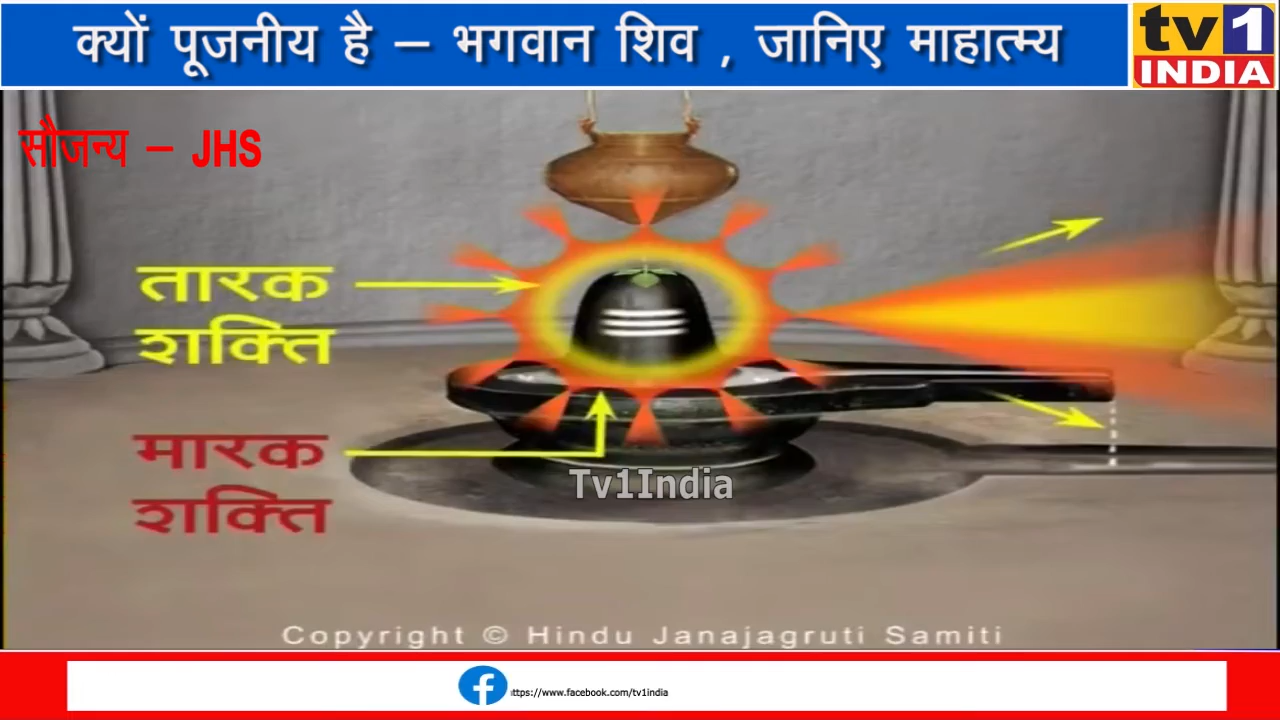 क्यों पूजनीय है – भगवान शिव , जानिए माहात्म्य
tv1
INDIA
सौजन्य – JHS
तारक
शक्ति
मारक
शक्ति
Tv1India
Copyright © Hindu Janajagruti Samiti
ttps://www.facebook.com/tv1india